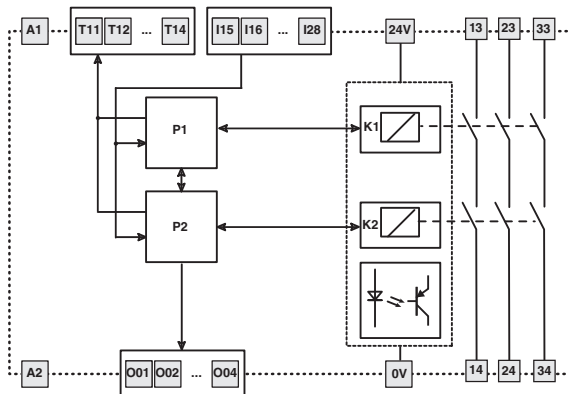 A1 T11 T12 ... T14 I15 I16 ... I28 24V 13 23 33
P1 K1
P2 K2
A2 O01 O02 ... O04 0V 14 24 34